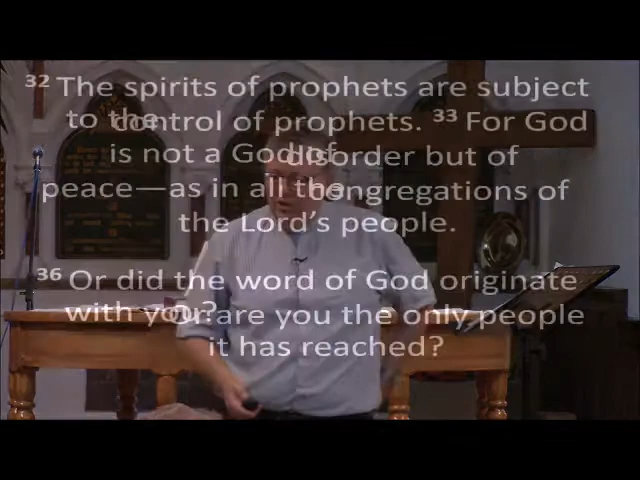 32 The spirits of prophets are subject
to the control of prophets. 33 For God
is not a God of disorder but of
peace—as in all the congregations of
the Lord's people.
36 Or did the word of God originate
with you? Or are you the only people
it has reached?